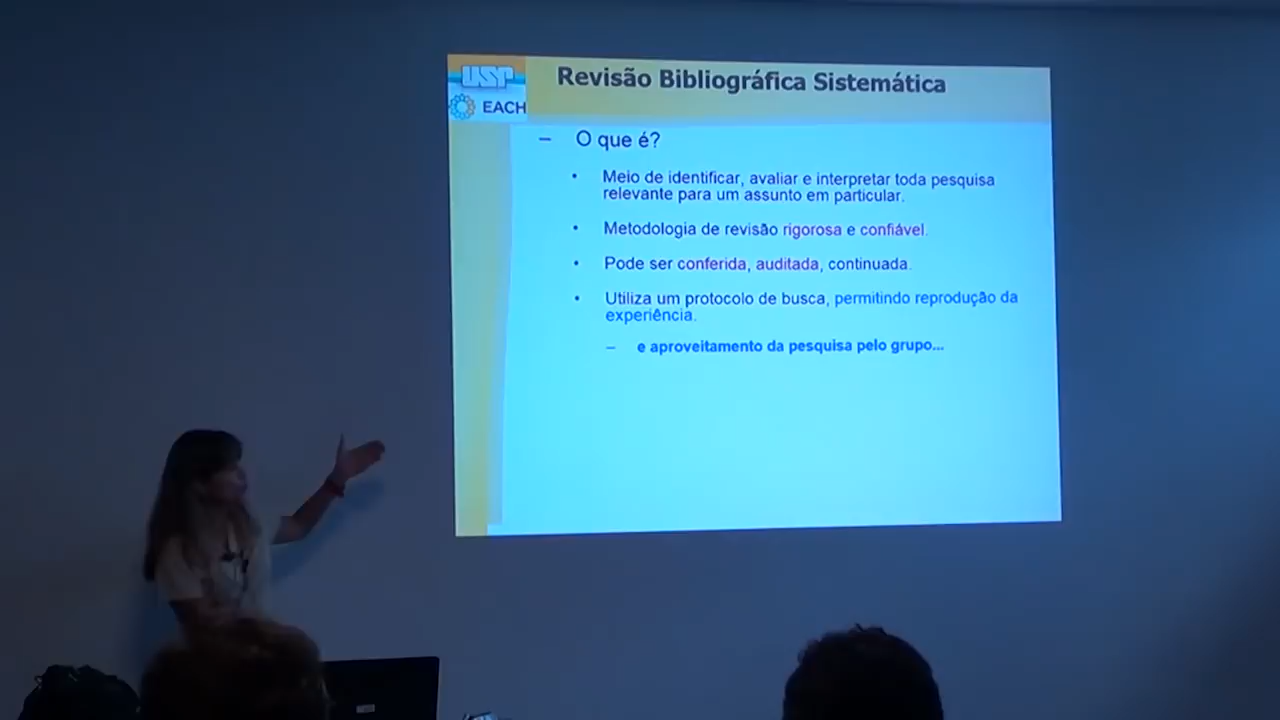 USP
EACH
Revisão Bibliográfica Sistemática
– O que é?
• Meio de identificar, avaliar e interpretar toda pesquisa
relevante para um assunto em particular.
• Metodologia de revisão rigorosa e confiável.
• Pode ser conferida, auditada, continuada.
• Utiliza um protocolo de busca, permitindo reprodução da
experiência.
– e aproveitamento da pesquisa pelo grupo...